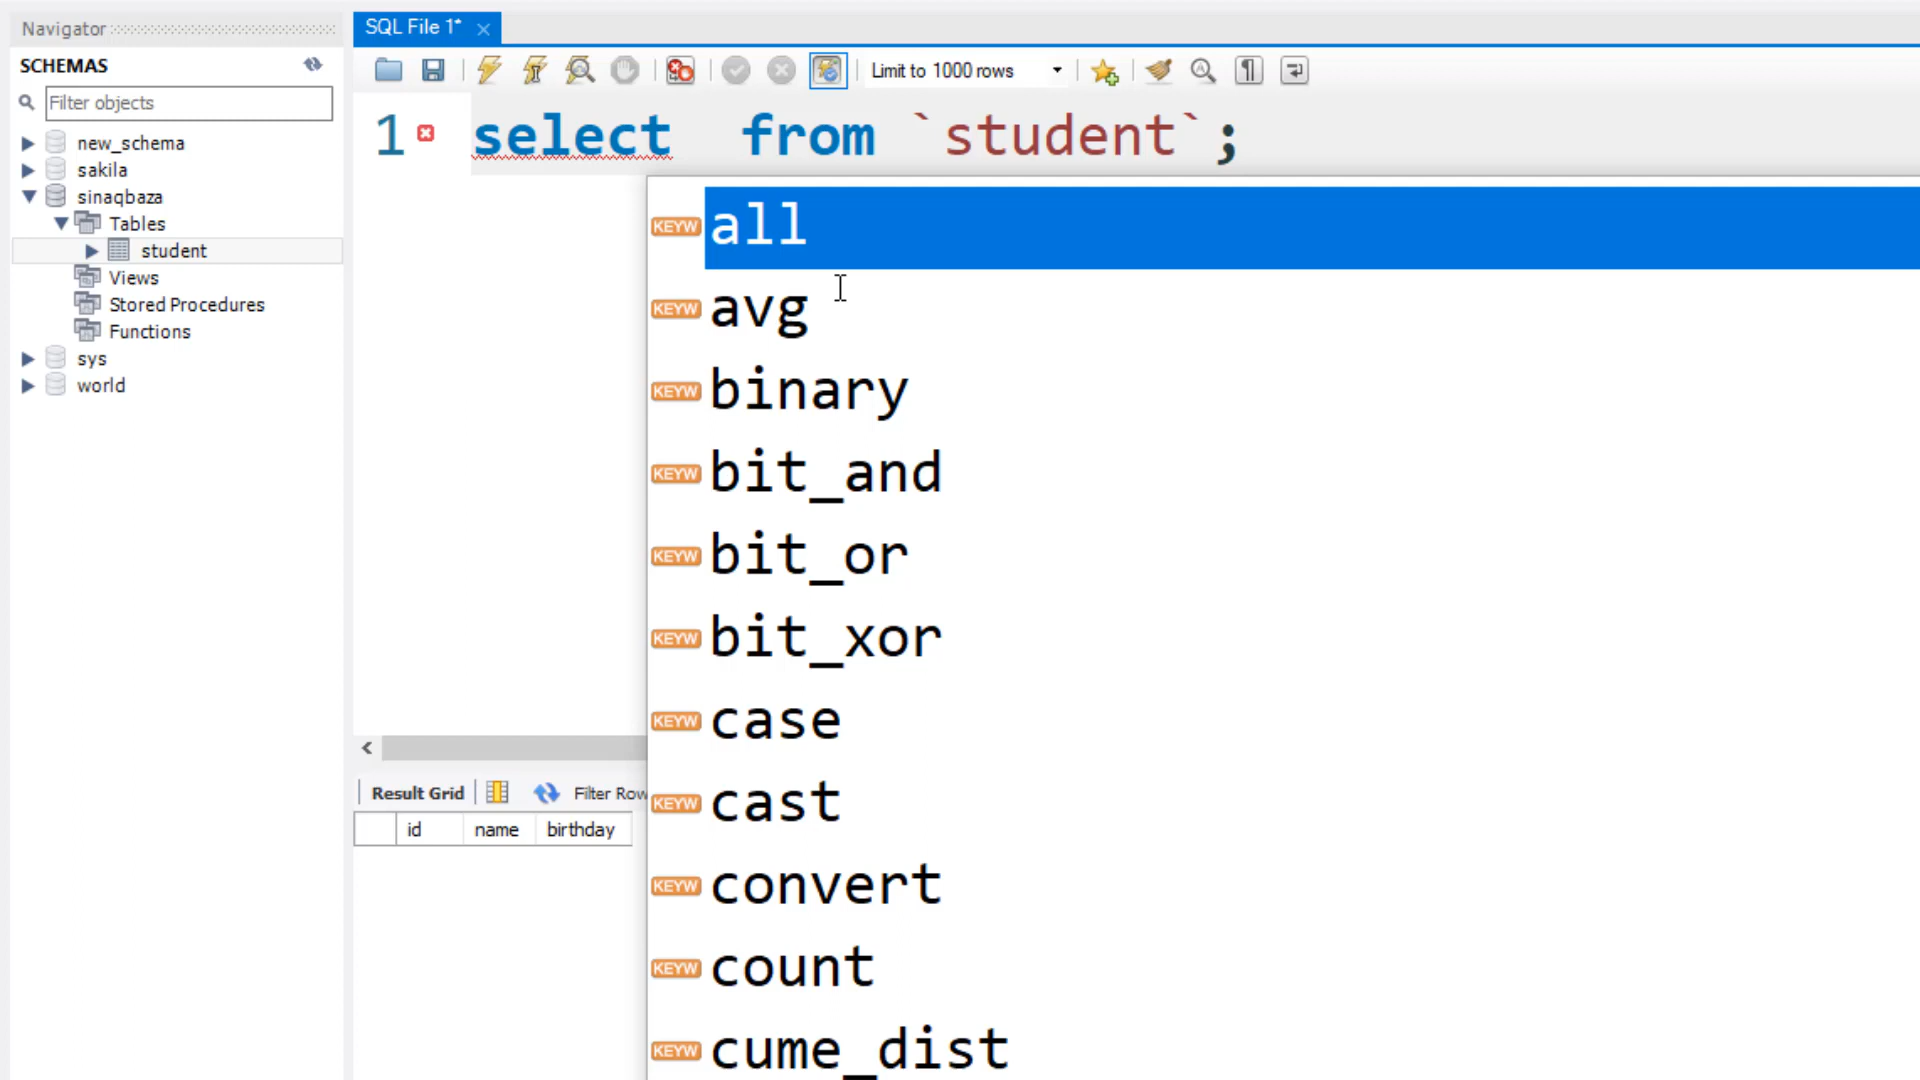 Navigator
SQL File 1*
SCHEMAS
Limit to 1000 rows
Filter objects
new_schema
sakila
sinaqbaza
Tables
student
Views
Stored Procedures
Functions
sys
world
1 select  from `student`;
KEYW all
KEYW avg
KEYW binary
KEYW bit_and
KEYW bit_or
KEYW bit_xor
KEYW case
KEYW cast
KEYW convert
KEYW count
KEYW cume_dist
Result Grid Filter Row
id name birthday